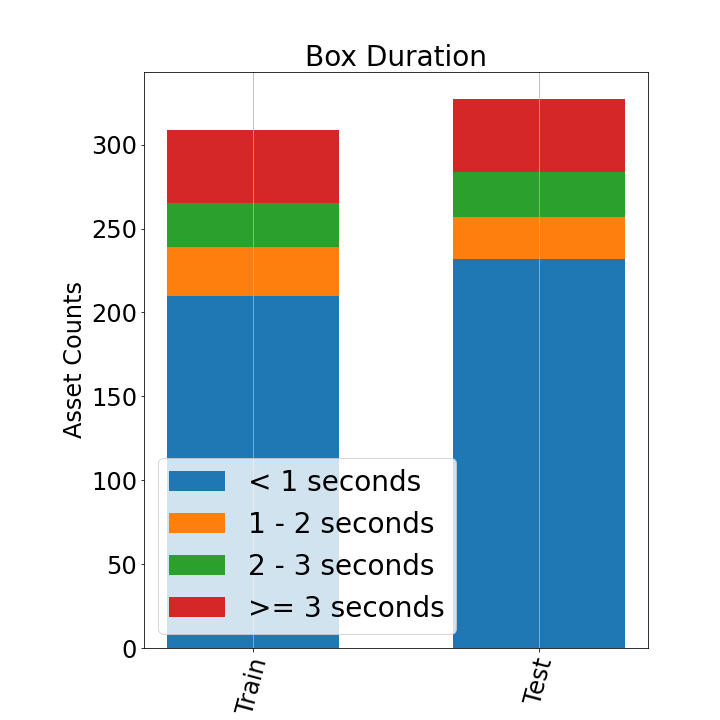 Box Duration
Asset Counts
300
250
200
150
100
50
0
< 1 seconds
1 - 2 seconds
2 - 3 seconds
>= 3 seconds
Train
Test